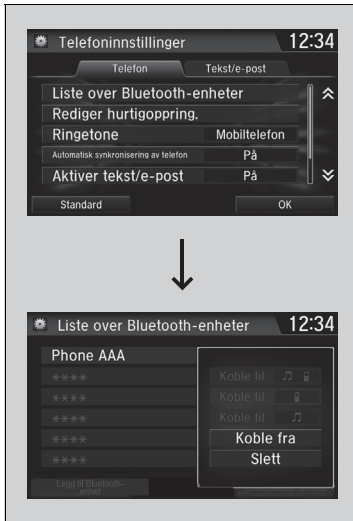 Telefoninnstillinger 12:34
Telefon Tekst/e-post
Liste over Bluetooth-enheter
Rediger hurtigoppring.
Ringetone Mobiltelefon
Automatisk synkronisering av telefon På
Aktiver tekst/e-post På
Standard OK
Liste over Bluetooth-enheter 12:34
Phone AAA
**** Koble til:
**** Koble til:
**** Koble til:
**** Koble fra
**** Slett
Legg til Bluetooth-
enhet